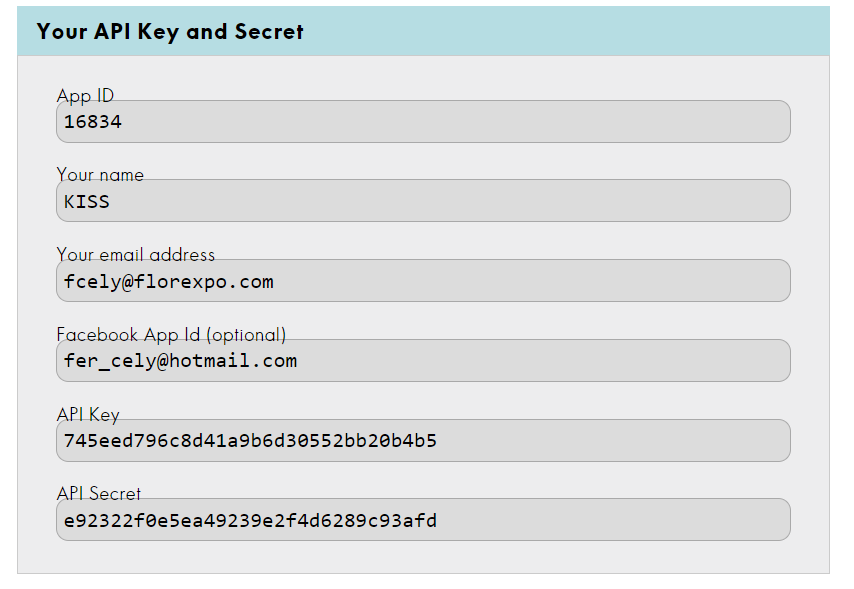 Your API Key and Secret
App ID
16834
Your name
KISS
Your email address
fcely@florexpo.com
Facebook App Id (optional)
fer_cely@hotmail.com
API Key
745eed796c8d41a9b6d30552bb20b4b5
API Secret
e92322f0e5ea49239e2f4d6289c93afd